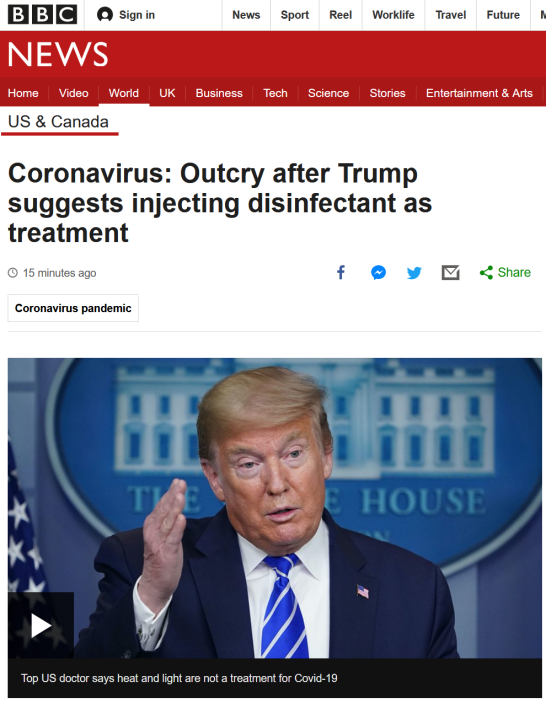 BBC Sign in News Sport Reel Worklife Travel Future
NEWS
Home Video World UK Business Tech Science Stories Entertainment & Arts
US & Canada
Coronavirus: Outcry after Trump
suggests injecting disinfectant as
treatment
15 minutes ago Share
Coronavirus pandemic
THE HOUSE
Top US doctor says heat and light are not a treatment for Covid-19